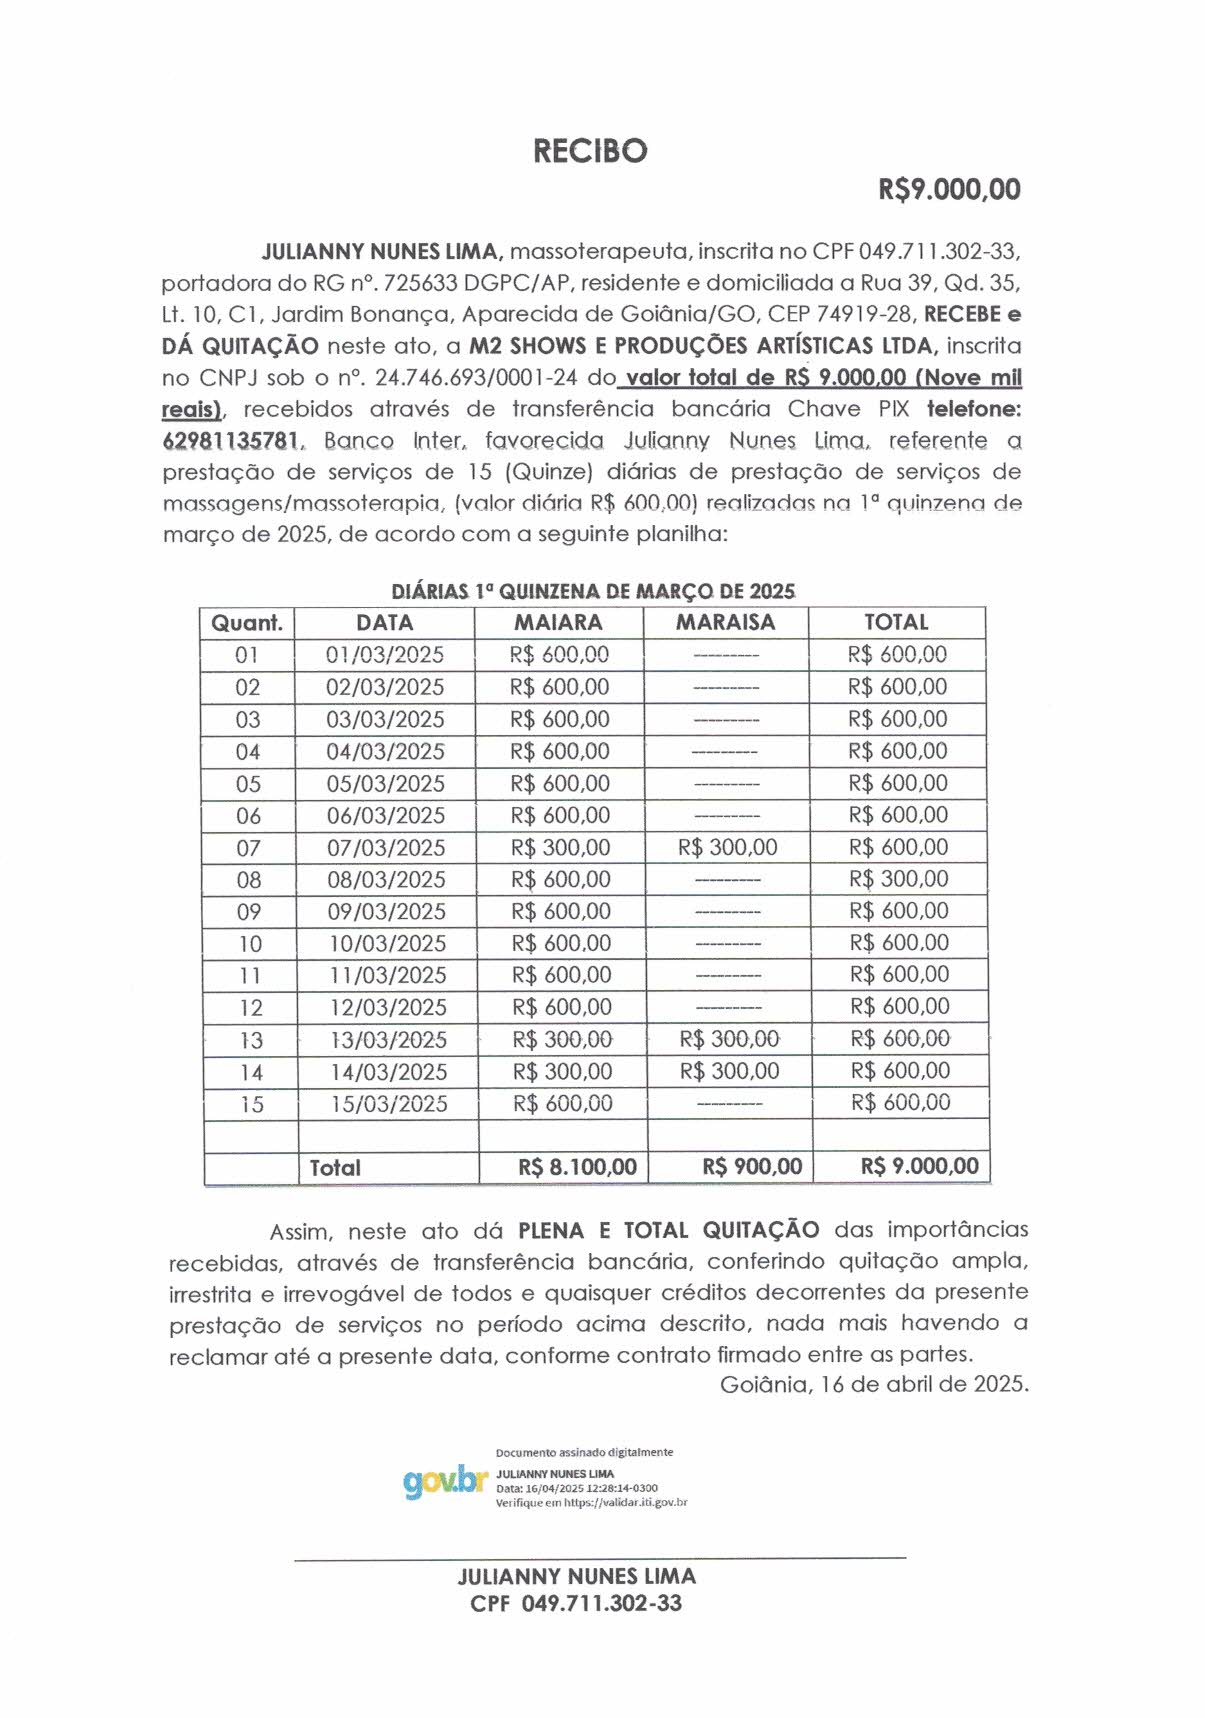 RECIBO
R$9.000,00
JULIANNY NUNES LIMA, massoterapeuta, inscrita no CPF 049.711.302-33,
portadora do RG nº. 725633 DGPC/AP, residente e domiciliada a Rua 39, Qd. 35,
Lt. 10, C1, Jardim Bonança, Aparecida de Goiânia/GO, CEP 74919-28, RECEBE e
DÁ QUITAÇÃO neste ato, a M2 SHOWS E PRODUÇÕES ARTÍSTICAS LTDA, inscrita
no CNPJ sob o nº. 24.746.693/0001-24 do valor total de R$ 9.000,00 (Nove mil
reais), recebidos através de transferência bancária Chave PIX telefone:
62981135781, Banco Inter, favorecida Julianny Nunes Lima, referente a
prestação de serviços de 15 (Quinze) diárias de prestação de serviços de
massagens/massoterapia, (valor diária R$ 600,00) realizadas na 1ª quinzena de
março de 2025, de acordo com a seguinte planilha:
DIÁRIAS 1ª QUINZENA DE MARÇO DE 2025
Quant. DATA MAIARA MARAISA TOTAL
01 01/03/2025 R$ 600,00 --------- R$ 600,00
02 02/03/2025 R$ 600,00 --------- R$ 600,00
03 03/03/2025 R$ 600,00 --------- R$ 600,00
04 04/03/2025 R$ 600,00 --------- R$ 600,00
05 05/03/2025 R$ 600,00 --------- R$ 600,00
06 06/03/2025 R$ 600,00 --------- R$ 600,00
07 07/03/2025 R$ 300,00 R$ 300,00 R$ 600,00
08 08/03/2025 R$ 600,00 --------- R$ 300,00
09 09/03/2025 R$ 600,00 --------- R$ 600,00
10 10/03/2025 R$ 600,00 --------- R$ 600,00
11 11/03/2025 R$ 600,00 --------- R$ 600,00
12 12/03/2025 R$ 600,00 --------- R$ 600,00
13 13/03/2025 R$ 300,00 R$ 300,00 R$ 600,00
14 14/03/2025 R$ 300,00 R$ 300,00 R$ 600,00
15 15/03/2025 R$ 600,00 --------- R$ 600,00
Total R$ 8.100,00 R$ 900,00 R$ 9.000,00
Assim, neste ato dá PLENA E TOTAL QUITAÇÃO das importâncias
recebidas, através de transferência bancária, conferindo quitação ampla,
irrestrita e irrevogável de todos e quaisquer créditos decorrentes da presente
prestação de serviços no período acima descrito, nada mais havendo a
reclamar até a presente data, conforme contrato firmado entre as partes.
Goiânia, 16 de abril de 2025.
Documento assinado digitalmente
gov.br
JULIANNY NUNES LIMA
Data: 16/04/2025 12:28:14-0300
Verifique em https://validar.iti.gov.br
JULIANNY NUNES LIMA
CPF 049.711.302-33